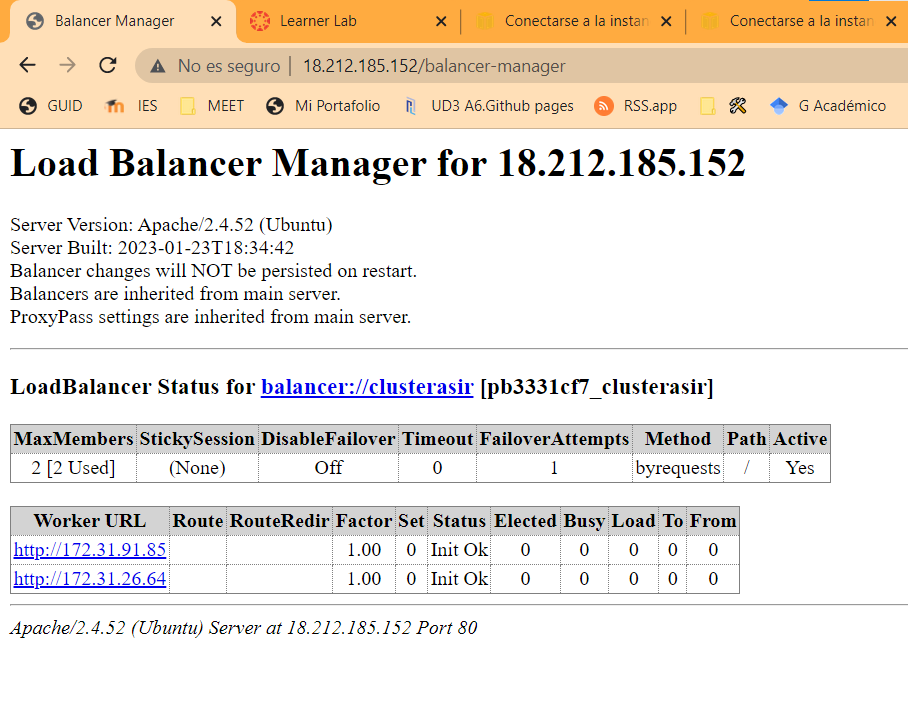 Balancer Manager
Learner Lab
Conectarse a la instan
Conectarse a la instan
No es seguro | 18.212.185.152/balancer-manager
GUID IES MEET Mi Portafolio UD3 A6.Github pages RSS.app G Académico
Load Balancer Manager for 18.212.185.152
Server Version: Apache/2.4.52 (Ubuntu)
Server Built: 2023-01-23T18:34:42
Balancer changes will NOT be persisted on restart.
Balancers are inherited from main server.
ProxyPass settings are inherited from main server.
LoadBalancer Status for balancer://clusterasir [pb3331cf7_clusterasir]
MaxMembers StickySession DisableFailover Timeout FailoverAttempts Method Path Active
2 [2 Used] (None) Off 0 1 byrequests / Yes
Worker URL Route RouteRedir Factor Set Status Elected Busy Load To From
http://172.31.91.85 1.00 0 Init Ok 0 0 0 0 0
http://172.31.26.64 1.00 0 Init Ok 0 0 0 0 0
Apache/2.4.52 (Ubuntu) Server at 18.212.185.152 Port 80